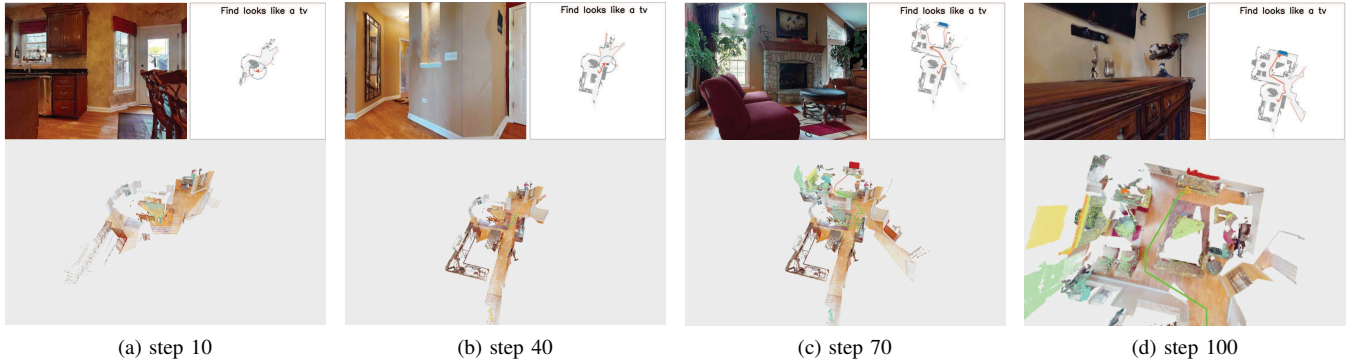 Find looks like a tv
Find looks like a tv
Find looks like a tv
Find looks like a tv
(a) step 10
(b) step 40
(c) step 70
(d) step 100